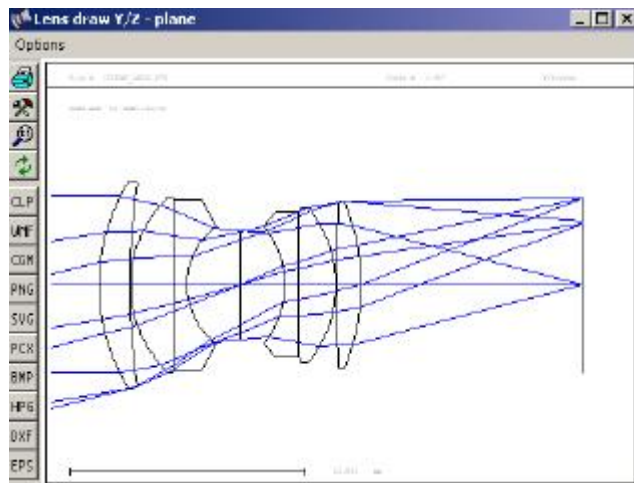 Lens draw Y/Z - plane
Options
CLP
WMF
CGM
PNG
SVG
PCX
BMP
HPG
DXF
EPS